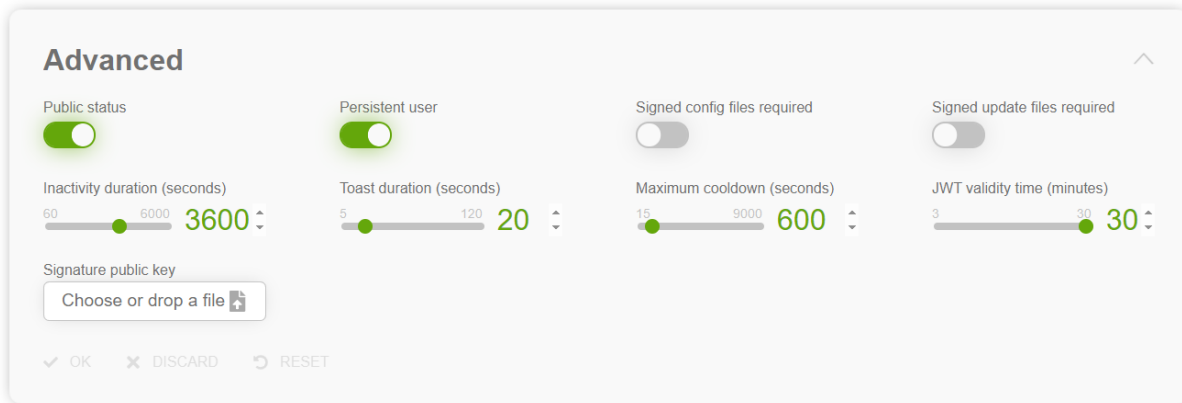 Advanced
Public status
Persistent user
Signed config files required
Signed update files required
Inactivity duration (seconds)
Toast duration (seconds)
Maximum cooldown (seconds)
JWT validity time (minutes)
60 6000 3600
5 120 20
15 9000 600
3 30 30
Signature public key
Choose or drop a file
OK DISCARD RESET